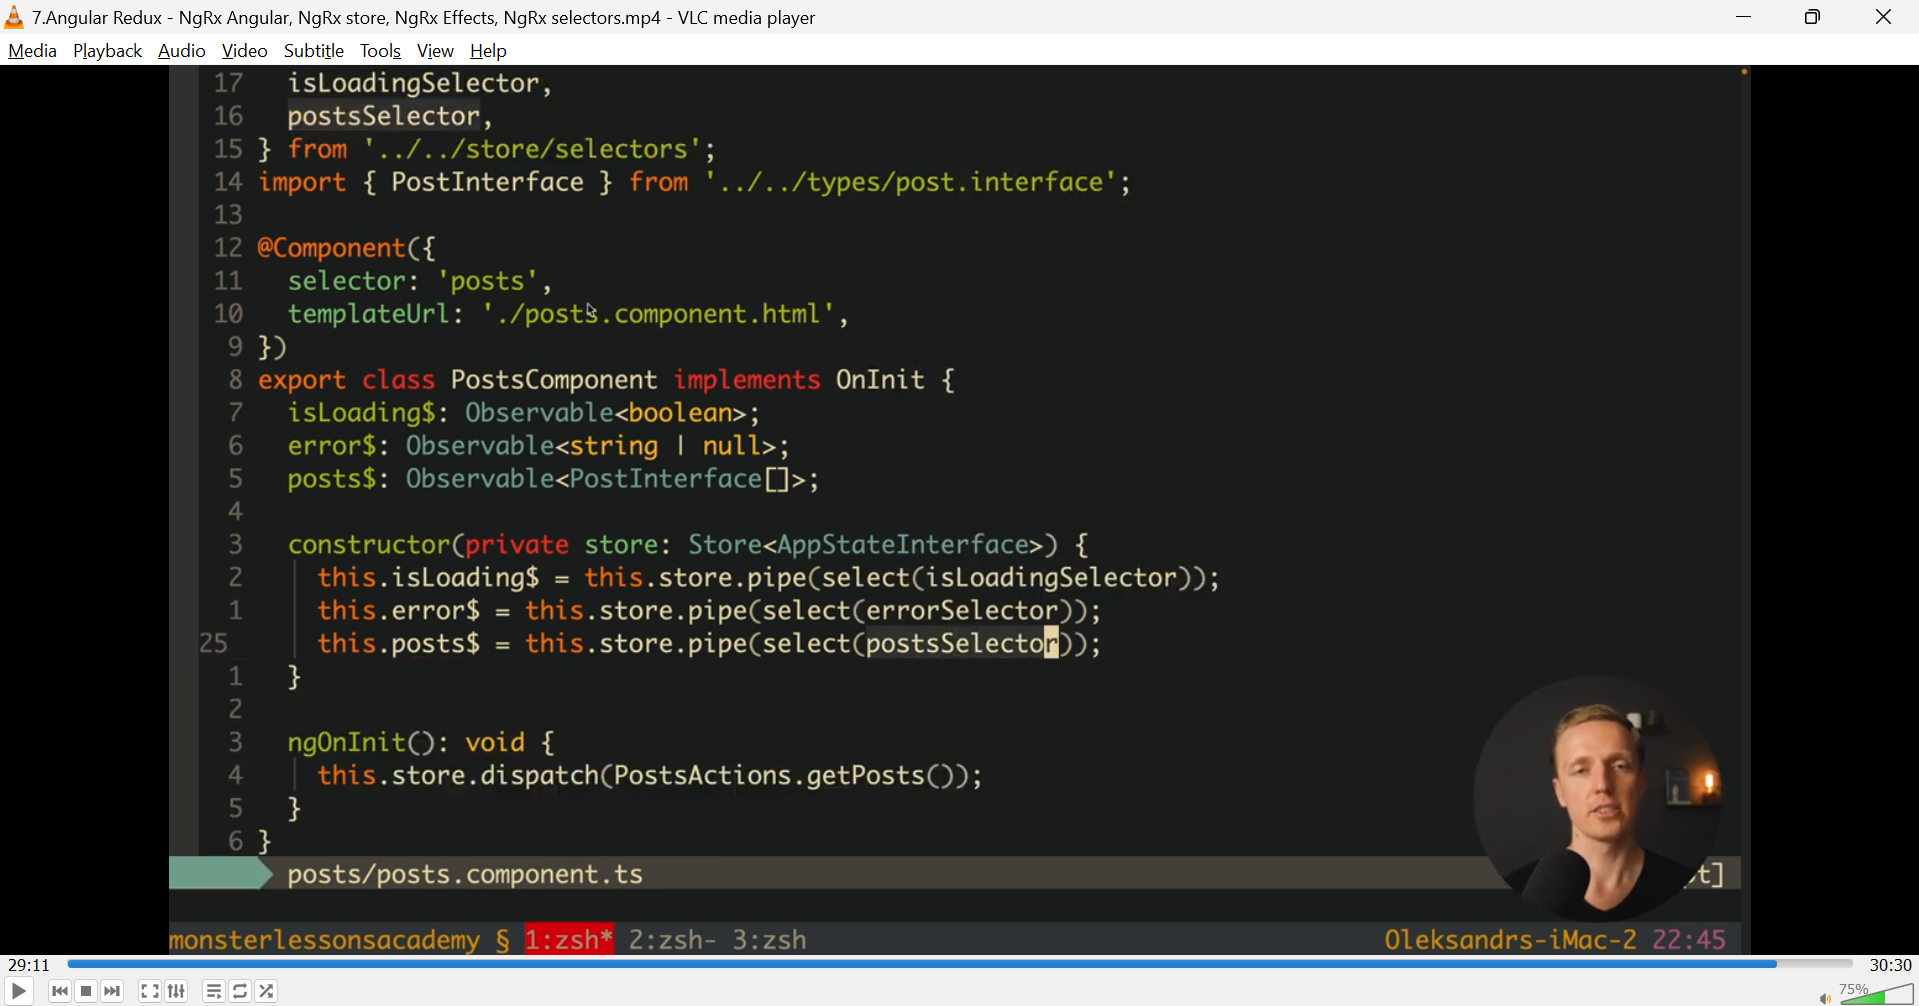 7.Angular Redux - NgRx Angular, NgRx store, NgRx Effects, NgRx selectors.mp4 - VLC media player
Media Playback Audio Video Subtitle Tools View Help
17 isLoadingSelector,
16 postsSelector,
15 } from '../../store/selectors';
14 import { PostInterface } from '../../types/post.interface';
13
12 @Component({
11 selector: 'posts',
10 templateUrl: './posts.component.html',
9 })
8 export class PostsComponent implements OnInit {
7 isLoading$: Observable<boolean>;
6 error$: Observable<string | null>;
5 posts$: Observable<PostInterface[]>;
4
3 constructor(private store: Store<AppStateInterface>) {
2 this.isLoading$ = this.store.pipe(select(isLoadingSelector));
1 this.error$ = this.store.pipe(select(errorSelector));
25 this.posts$ = this.store.pipe(select(postsSelector));
1 }
2
3 ngOnInit(): void {
4 this.store.dispatch(PostsActions.getPosts());
5 }
6 }
posts/posts.component.ts t]
monsterlessonsacademy § 1:zsh* 2:zsh- 3:zsh Oleksandrs-iMac-2 22:45
29:11 30:30
75%